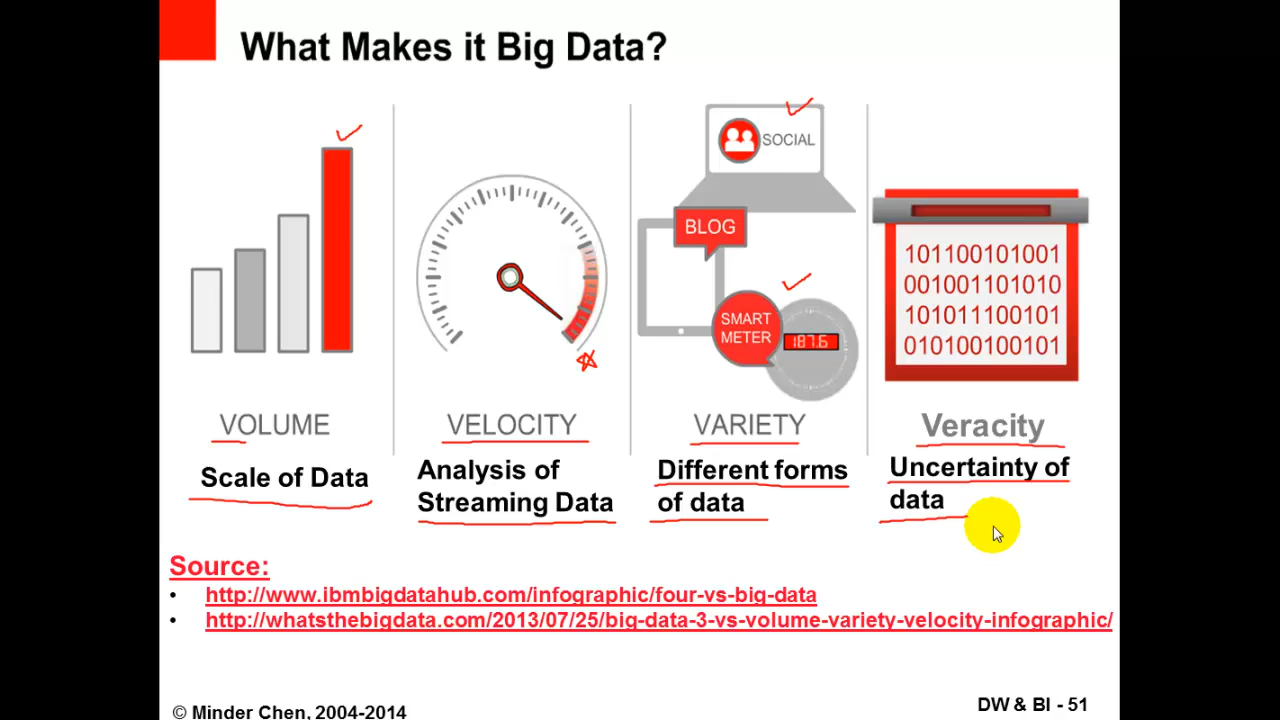 What Makes it Big Data?
SOCIAL
BLOG
SMART
METER
187.6
101100101001
001001101010
101011100101
010100100101
VOLUME
Scale of Data
VELOCITY
Analysis of
Streaming Data
VARIETY
Different forms
of data
Veracity
Uncertainty of
data
Source:
• http://www.ibmbigdatahub.com/infographic/four-vs-big-data
• http://whatsthebigdata.com/2013/07/25/big-data-3-vs-volume-variety-velocity-infographic/
© Minder Chen, 2004-2014
DW & BI - 51